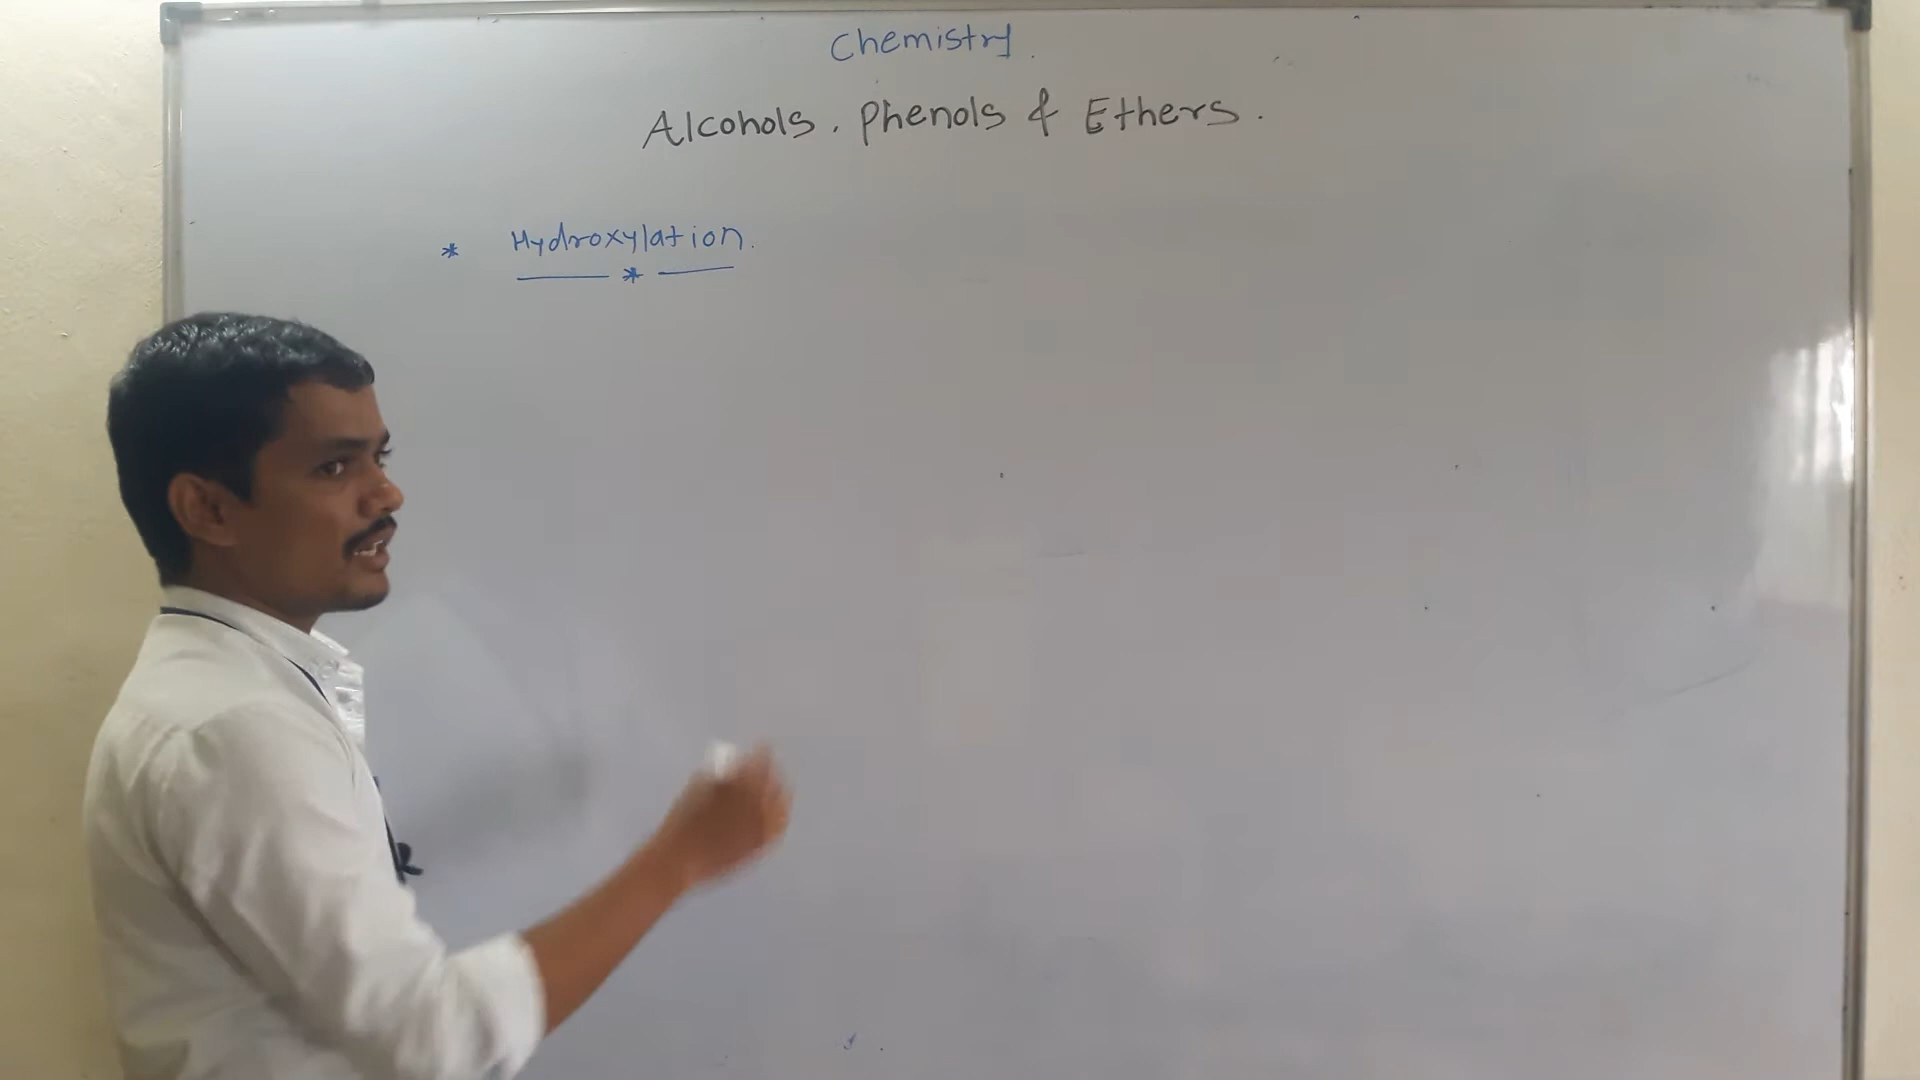 Chemistry.
Alcohols, Phenols & Ethers.
* Hydroxylation.